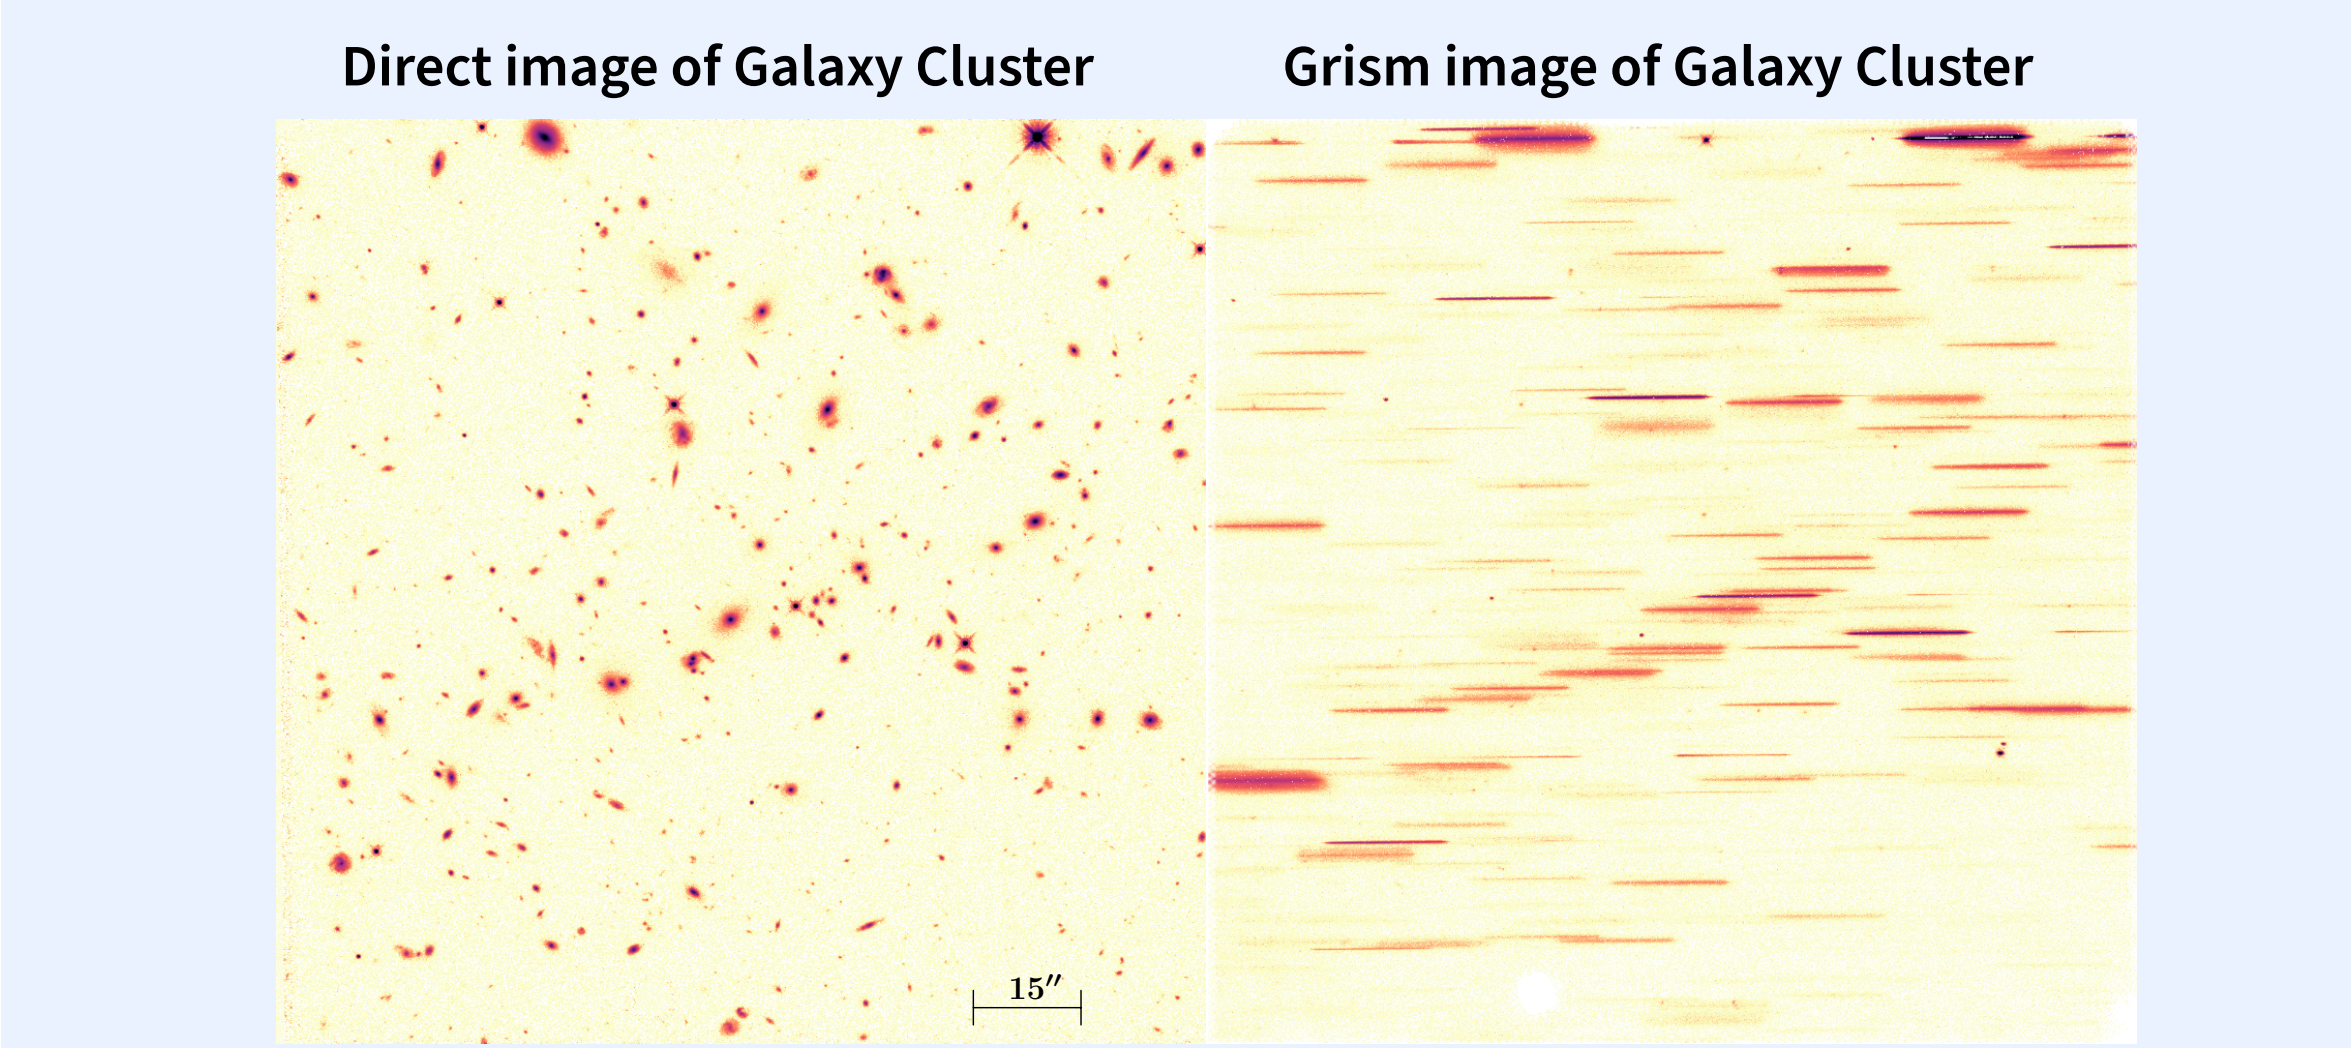 Direct image of Galaxy Cluster
Grism image of Galaxy Cluster
15″